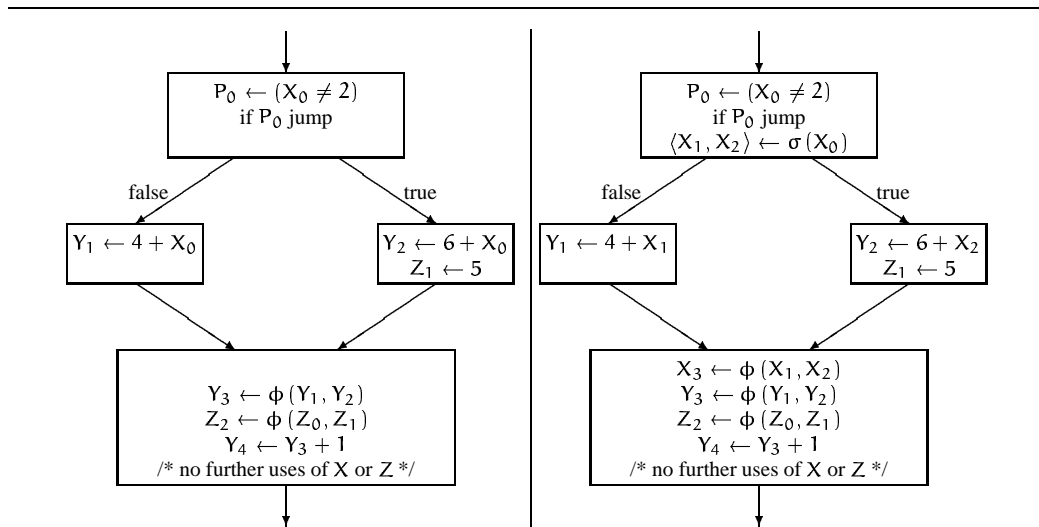 P₀ ← (X₀ ≠ 2)
if P₀ jump
false
true
Y₁ ← 4 + X₀
Y₂ ← 6 + X₀
Z₁ ← 5
Y₃ ← ϕ (Y₁, Y₂)
Z₂ ← ϕ (Z₀, Z₁)
Y₄ ← Y₃ + 1
/* no further uses of X or Z */
P₀ ← (X₀ ≠ 2)
if P₀ jump
⟨X₁, X₂⟩ ← σ (X₀)
false
true
Y₁ ← 4 + X₁
Y₂ ← 6 + X₂
Z₁ ← 5
X₃ ← ϕ (X₁, X₂)
Y₃ ← ϕ (Y₁, Y₂)
Z₂ ← ϕ (Z₀, Z₁)
Y₄ ← Y₃ + 1
/* no further uses of X or Z */